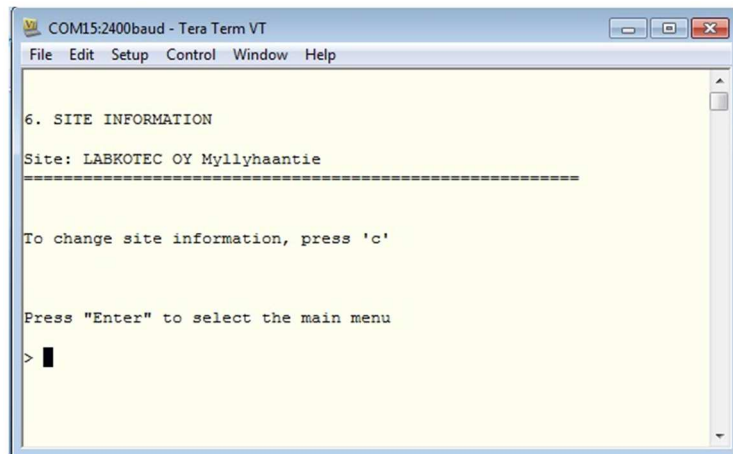 COM15:2400baud - Tera Term VT
File Edit Setup Control Window Help
6. SITE INFORMATION
Site: LABKOTEC OY Myllyhaantie
========================================================
To change site information, press 'c'
Press "Enter" to select the main menu
>